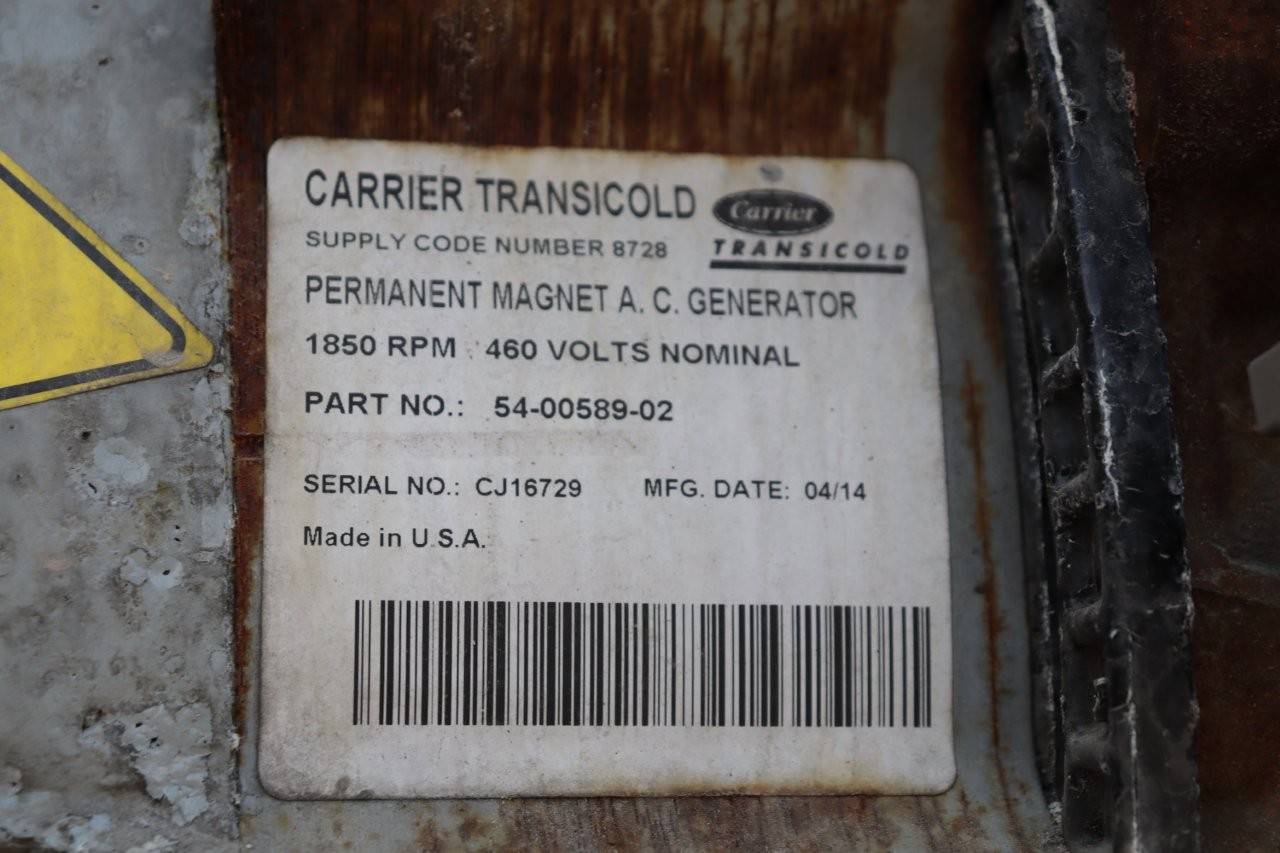 CARRIER TRANSICOLD
Carrier
TRANSICOLD
SUPPLY CODE NUMBER 8728
PERMANENT MAGNET A. C. GENERATOR
1850 RPM 460 VOLTS NOMINAL
PART NO.: 54-00589-02
SERIAL NO.: CJ16729 MFG. DATE: 04/14
Made in U.S.A.